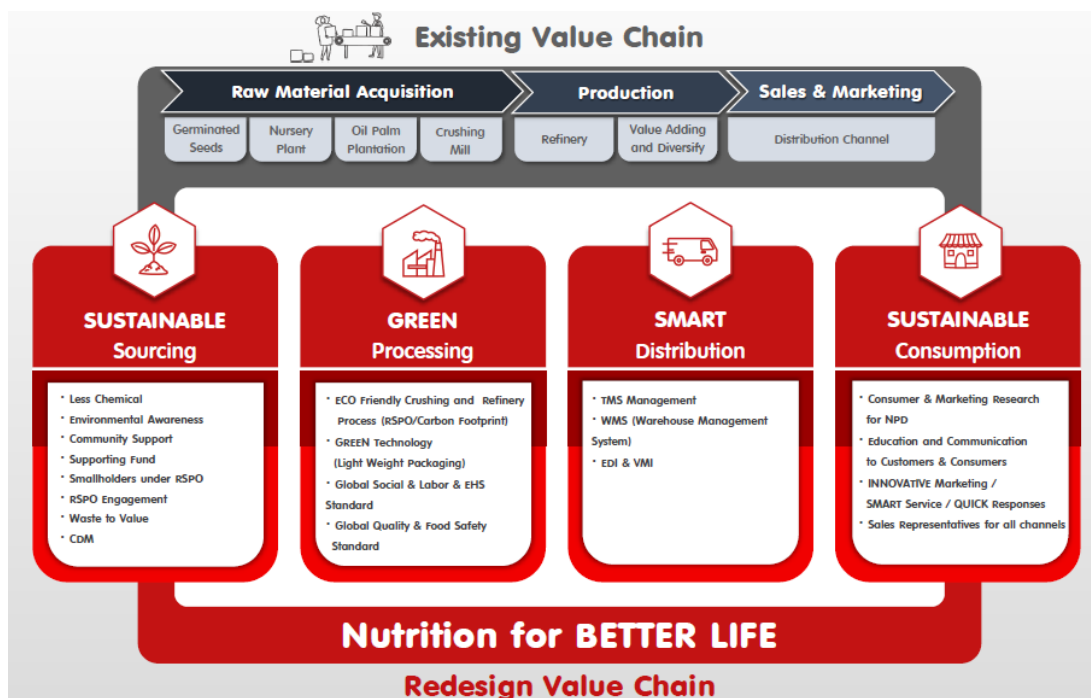 Existing Value Chain
Raw Material Acquisition
Production
Sales & Marketing
Germinated
Seeds
Nursery
Plant
Oil Palm
Plantation
Crushing
Mill
Refinery
Value Adding
and Diversify
Distribution Channel
SUSTAINABLE
Sourcing
· Less Chemical
· Environmental Awareness
· Community Support
· Supporting Fund
· Smallholders under RSPO
· RSPO Engagement
· Waste to Value
· CDM
GREEN
Processing
· ECO Friendly Crushing and Refinery
Process (RSPO/Carbon Footprint)
· GREEN Technology
(Light Weight Packaging)
· Global Social & Labor & EHS
Standard
· Global Quality & Food Safety
Standard
SMART
Distribution
· TMS Management
· WMS (Warehouse Management
System)
· EDI & VMI
SUSTAINABLE
Consumption
· Consumer & Marketing Research
for NPD
· Education and Communication
to Customers & Consumers
· INNOVATIVE Marketing /
SMART Service / QUICK Responses
· Sales Representatives for all channels
Nutrition for BETTER LIFE
Redesign Value Chain